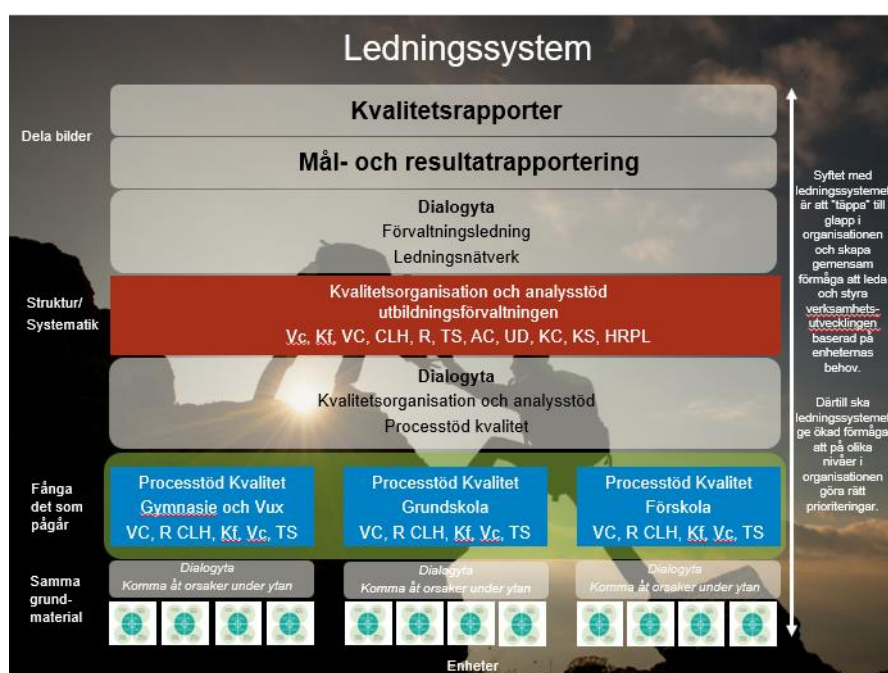 Ledningssystem
Dela bilder
Kvalitetsrapporter
Mål- och resultatrapportering
Dialogyta
Förvaltningsledning
Ledningsnätverk
Struktur/
Systematik
Kvalitetsorganisation och analysstöd
utbildningsförvaltningen
Vc, Kf, VC, CLH, R, TS, AC, UD, KC, KS, HRPL
Dialogyta
Kvalitetsorganisation och analysstöd
Processtöd kvalitet
Fånga
det som
pågår
Processtöd Kvalitet
Gymnasie och Vux
VC, R CLH, Kf, Vc, TS
Processtöd Kvalitet
Grundskola
VC, R CLH, Kf, Vc, TS
Processtöd Kvalitet
Förskola
VC, R CLH, Kf, Vc, TS
Samma
grund-
material
Dialogyta
Komma åt orsaker under ytan
Dialogyta
Komma åt orsaker under ytan
Dialogyta
Komma åt orsaker under ytan
Enheter
Syftet med
ledningssystemet
är att "täppa" till
glapp i
organisationen
och skapa
gemensam
förmåga att leda
och styra
verksamhets-
utvecklingen
baserad på
enheternas
behov.
Därtill ska
ledningssystemet
ge ökad förmåga
att på olika
nivåer i
organisationen
göra rätt
prioriteringar.